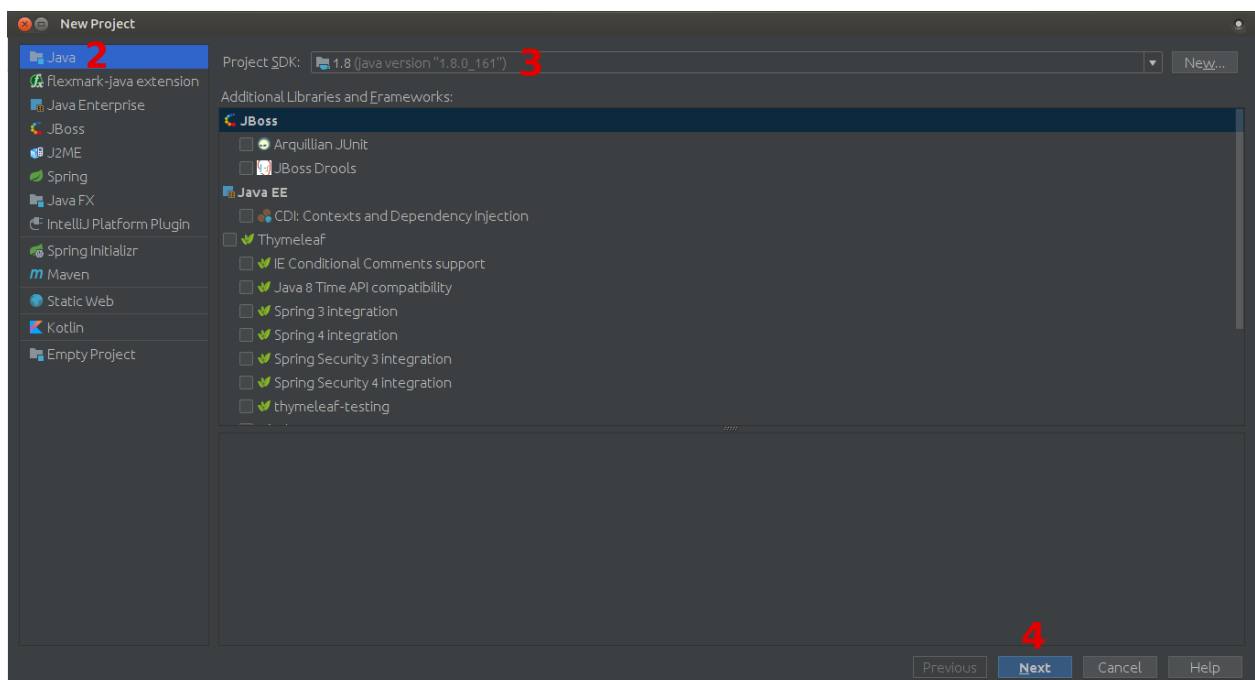 New Project
Java 2
flexmark-java extension
Java Enterprise
JBoss
J2ME
Spring
Java FX
IntelliJ Platform Plugin
Spring Initializr
Maven
Static Web
Kotlin
Empty Project
Project SDK: 1.8 (java version "1.8.0_161") 3 New...
Additional Libraries and Frameworks:
JBoss
Arquillian JUnit
JBoss Drools
Java EE
CDI: Contexts and Dependency Injection
Thymeleaf
IE Conditional Comments support
Java 8 Time API compatibility
Spring 3 integration
Spring 4 integration
Spring Security 3 integration
Spring Security 4 integration
thymeleaf-testing
4
Previous Next Cancel Help